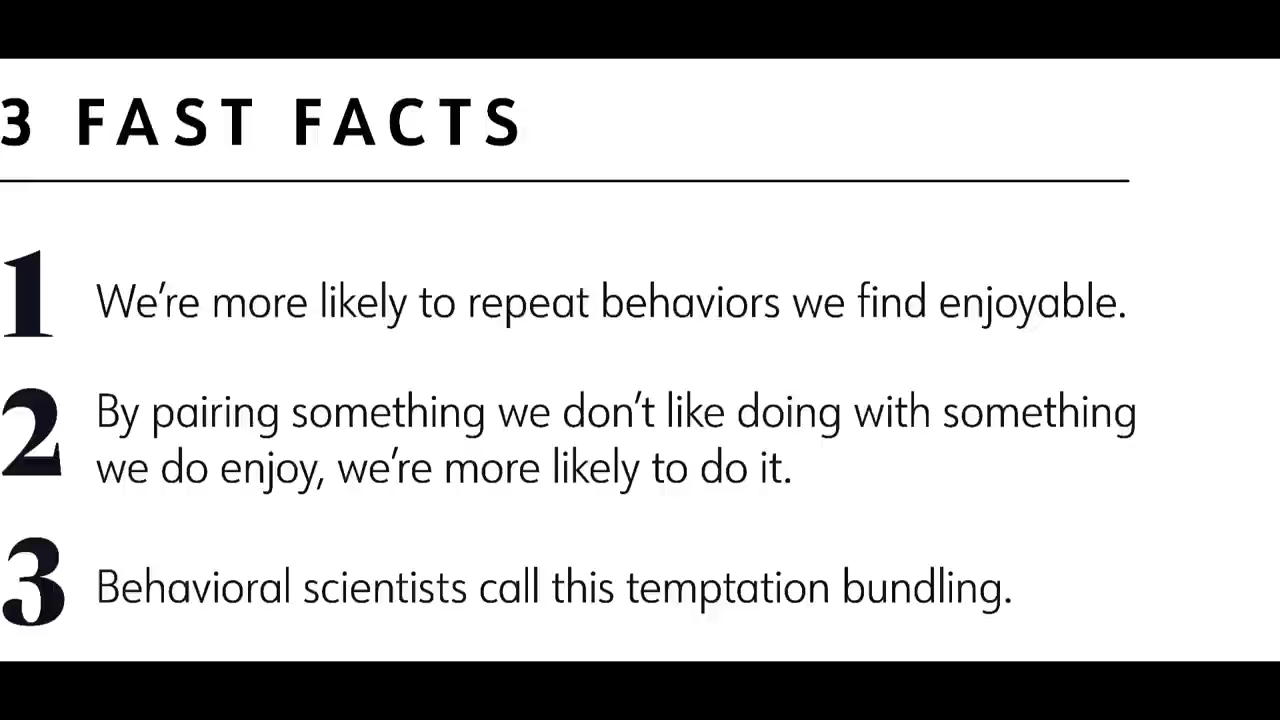 3 FAST FACTS
1 We're more likely to repeat behaviors we find enjoyable.
2 By pairing something we don't like doing with something
we do enjoy, we're more likely to do it.
3 Behavioral scientists call this temptation bundling.